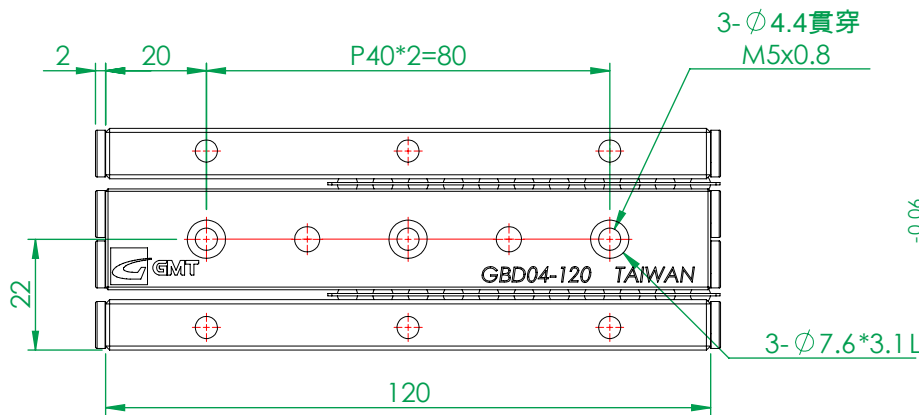 3-∅4.4貫穿
M5x0.8
2
20
P40*2=80
-0.06
GMT
GBD04-120 TAIWAN
22
3-∅7.6*3.1L
120